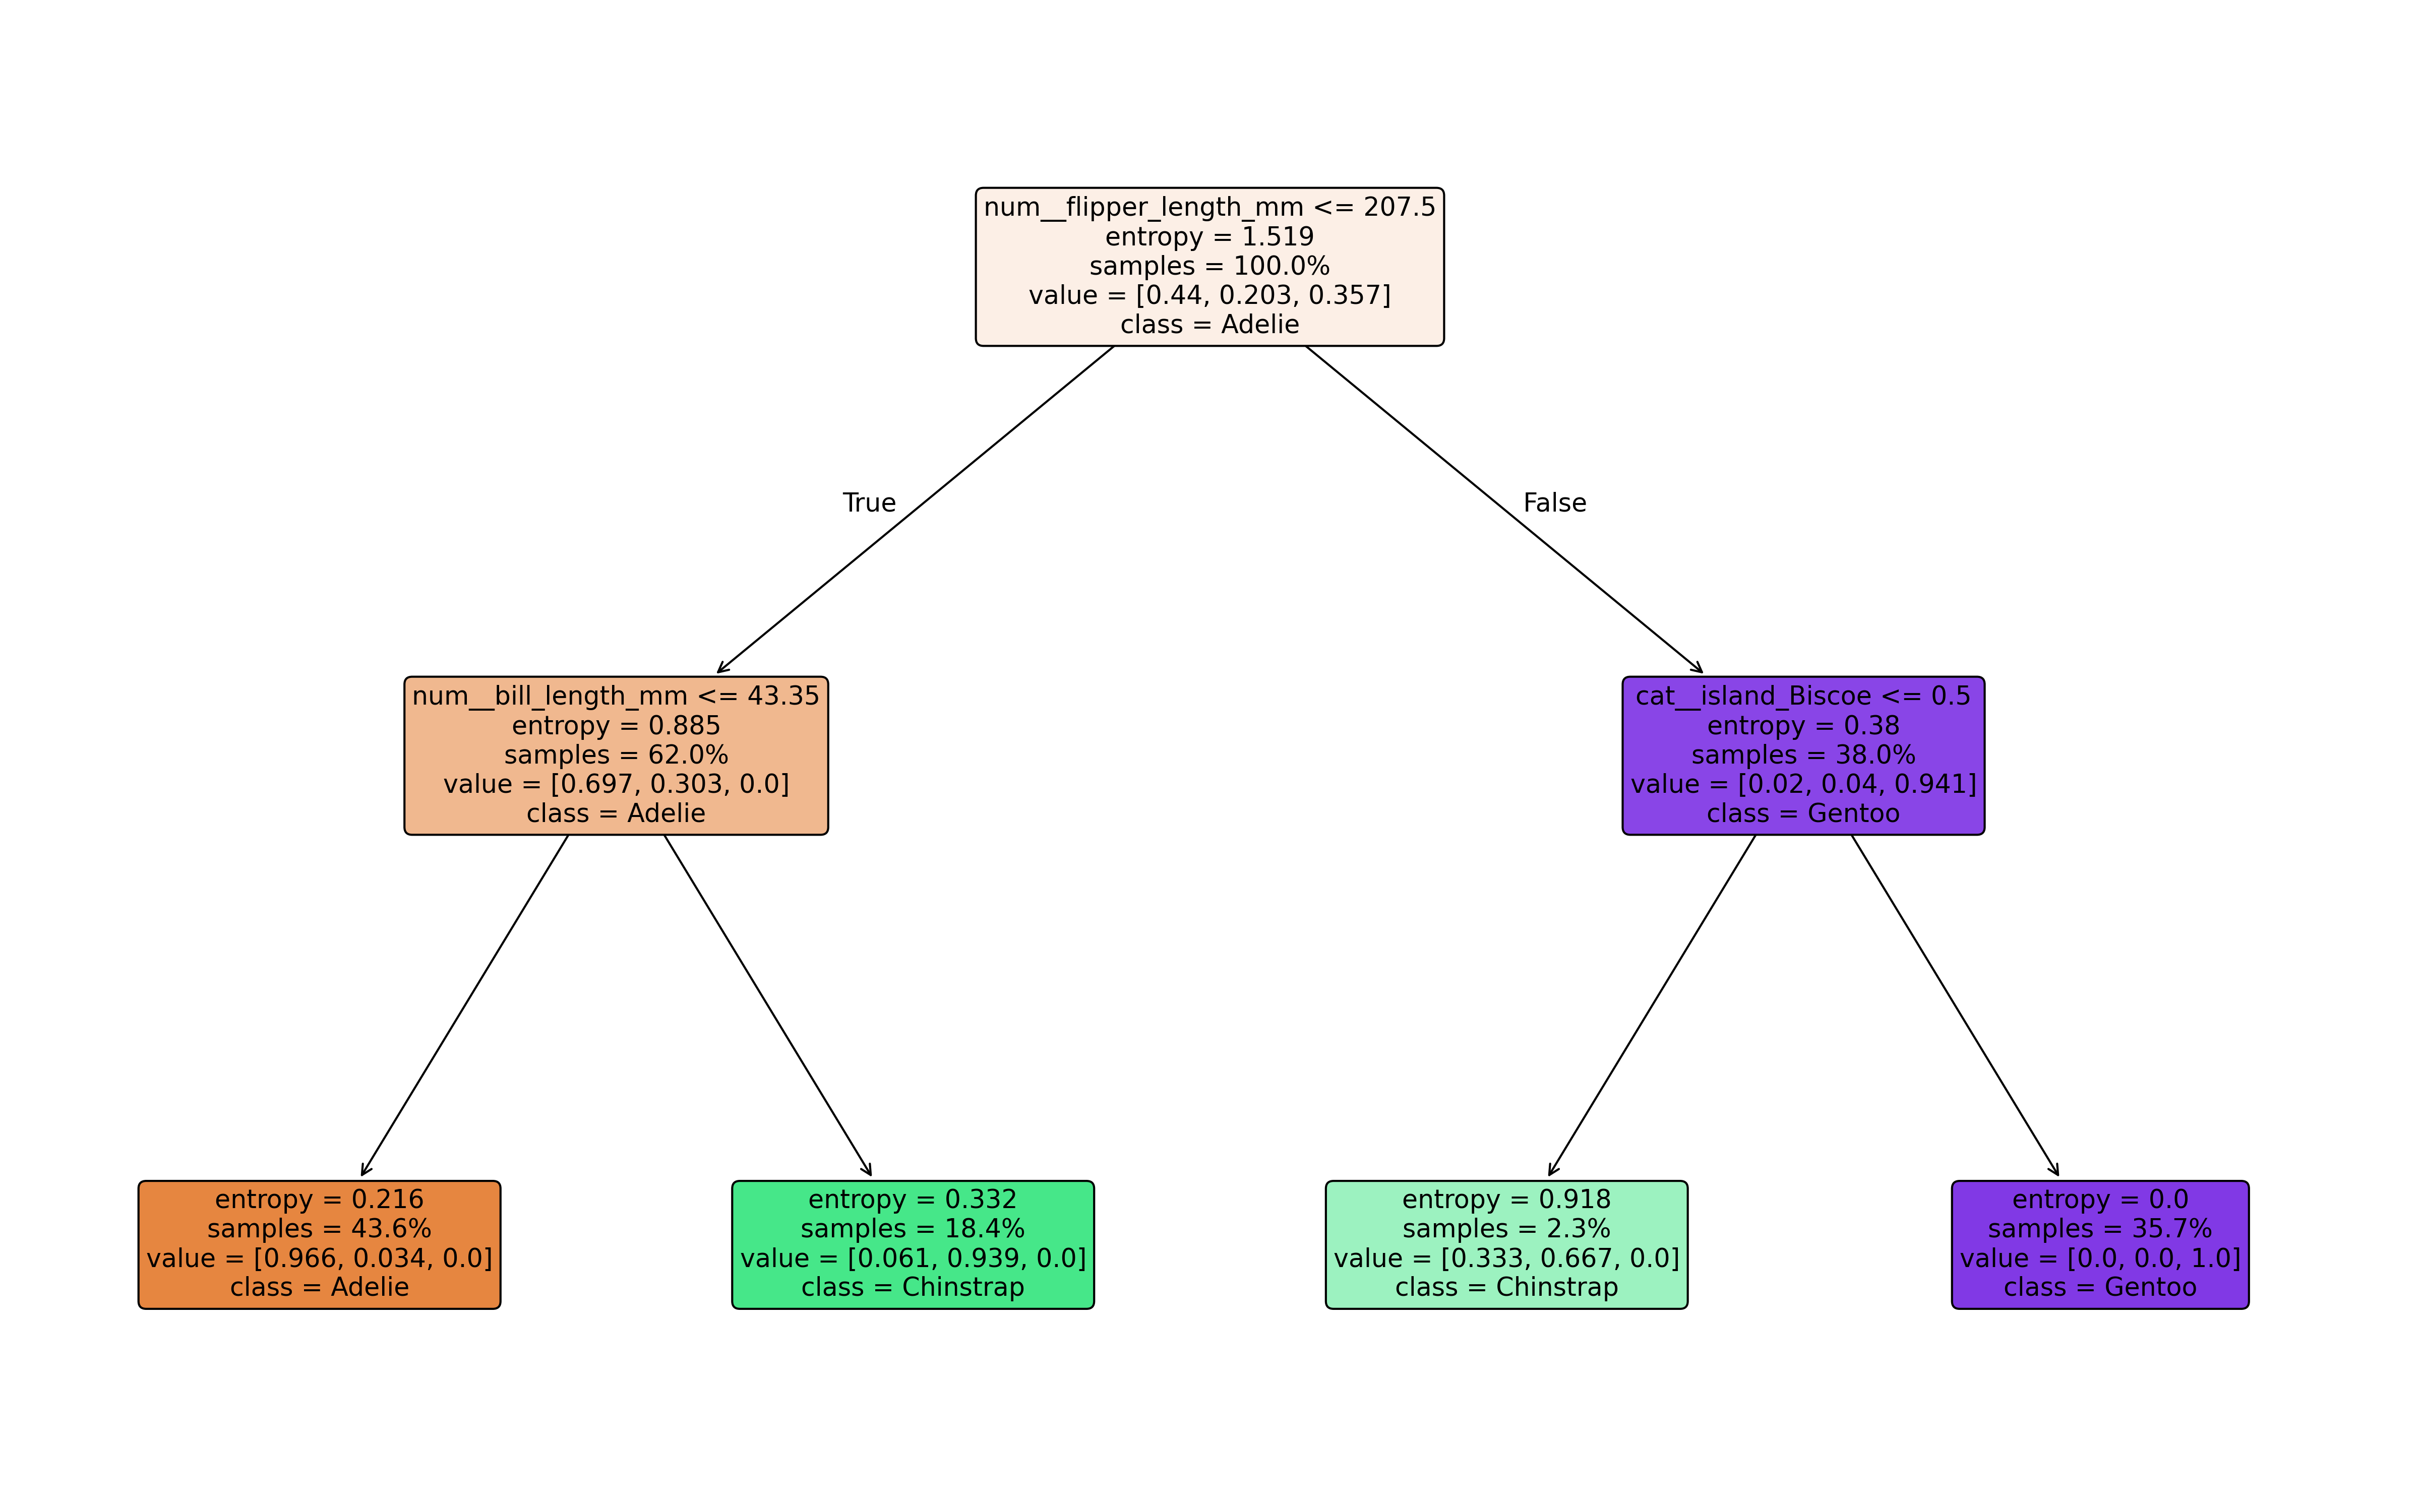 num__flipper_length_mm <= 207.5
entropy = 1.519
samples = 100.0%
value = [0.44, 0.203, 0.357]
class = Adelie
True
False
num__bill_length_mm <= 43.35
entropy = 0.885
samples = 62.0%
value = [0.697, 0.303, 0.0]
class = Adelie
cat__island_Biscoe <= 0.5
entropy = 0.38
samples = 38.0%
value = [0.02, 0.04, 0.941]
class = Gentoo
entropy = 0.216
samples = 43.6%
value = [0.966, 0.034, 0.0]
class = Adelie
entropy = 0.332
samples = 18.4%
value = [0.061, 0.939, 0.0]
class = Chinstrap
entropy = 0.918
samples = 2.3%
value = [0.333, 0.667, 0.0]
class = Chinstrap
entropy = 0.0
samples = 35.7%
value = [0.0, 0.0, 1.0]
class = Gentoo